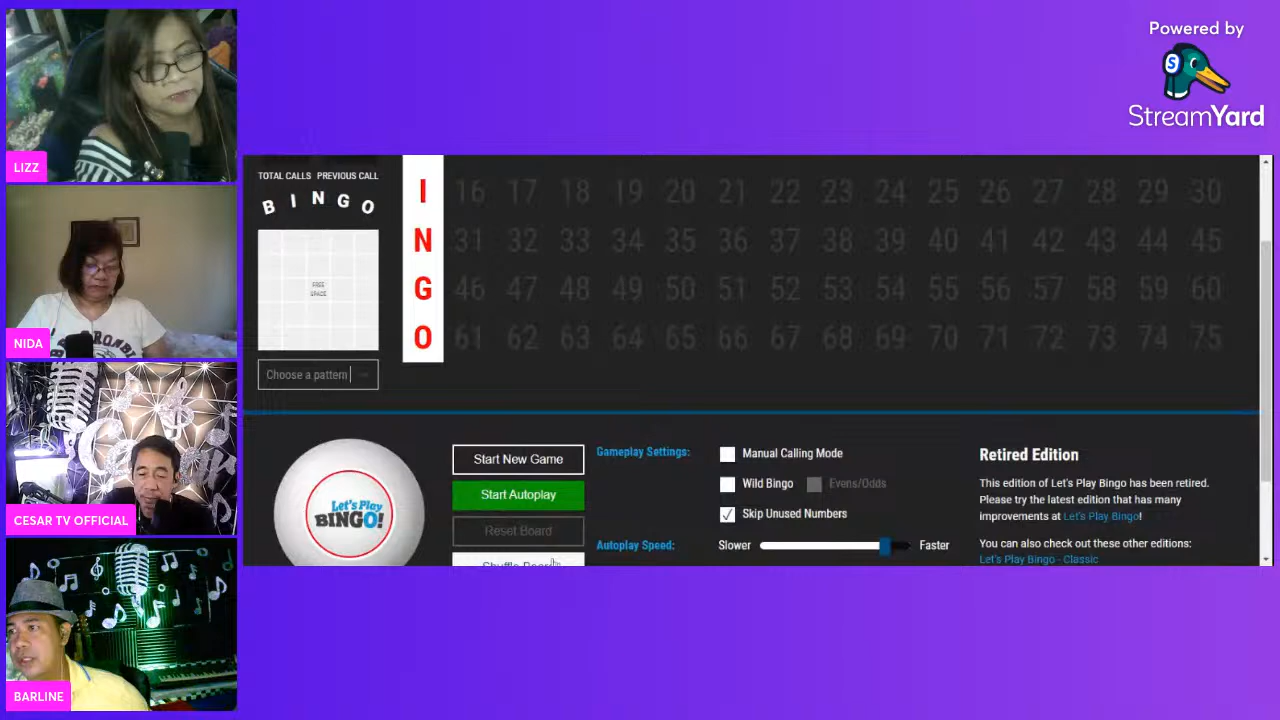 Powered by
StreamYard
LIZZ
NIDA
CESAR TV OFFICIAL
BARLINE
TOTAL CALLS PREVIOUS CALL
B I N G O
FREE
SPACE
Choose a pattern
I 16 17 18 19 20 21 22 23 24 25 26 27 28 29 30
N 31 32 33 34 35 36 37 38 39 40 41 42 43 44 45
G 46 47 48 49 50 51 52 53 54 55 56 57 58 59 60
O 61 62 63 64 65 66 67 68 69 70 71 72 73 74 75
Let's Play
BINGO!
Start New Game
Start Autoplay
Reset Board
Shuffle Board
Gameplay Settings:
Manual Calling Mode
Wild Bingo Evens/Odds
Skip Unused Numbers
Autoplay Speed: Slower Faster
Retired Edition
This edition of Let's Play Bingo has been retired.
Please try the latest edition that has many
improvements at Let's Play Bingo!
You can also check out these other editions:
Let's Play Bingo - Classic